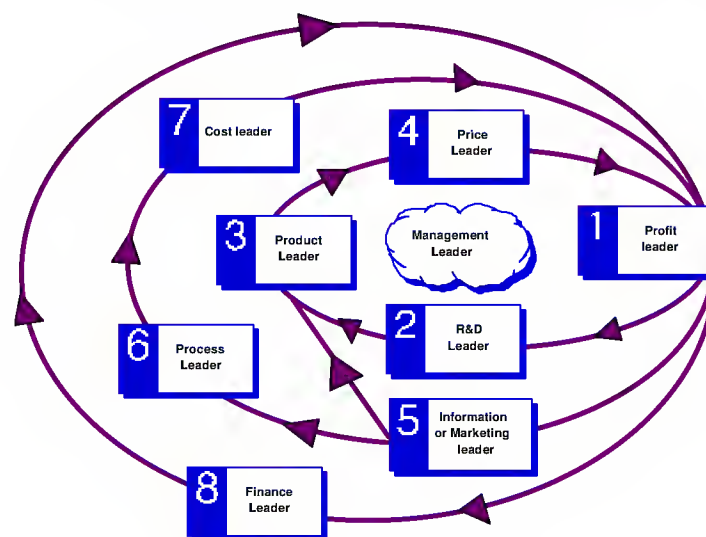 7
Cost leader
4
Price
Leader
3
Product
Leader
Management
Leader
1
Profit
leader
2
R&D
Leader
6
Process
Leader
5
Information
or Marketing
leader
8
Finance
Leader